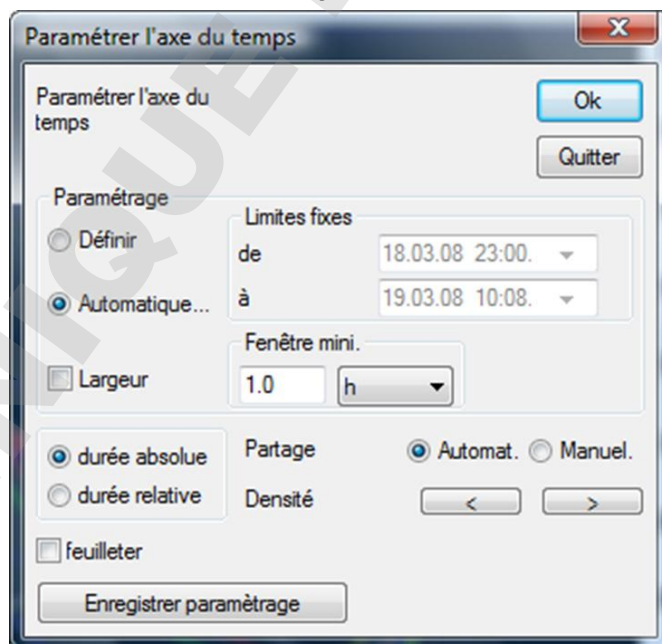 Paramétrer l'axe du temps
Paramétrer l'axe du
temps
Ok
Quitter
Paramétrage
Définir
Automatique...
Largeur
Limites fixes
de
18.03.08 23:00.
à
19.03.08 10:08.
Fenêtre mini.
1.0
h
durée absolue
durée relative
Partage
Automat.
Manuel.
Densité
<
>
feuilleter
Enregistrer paramètrage